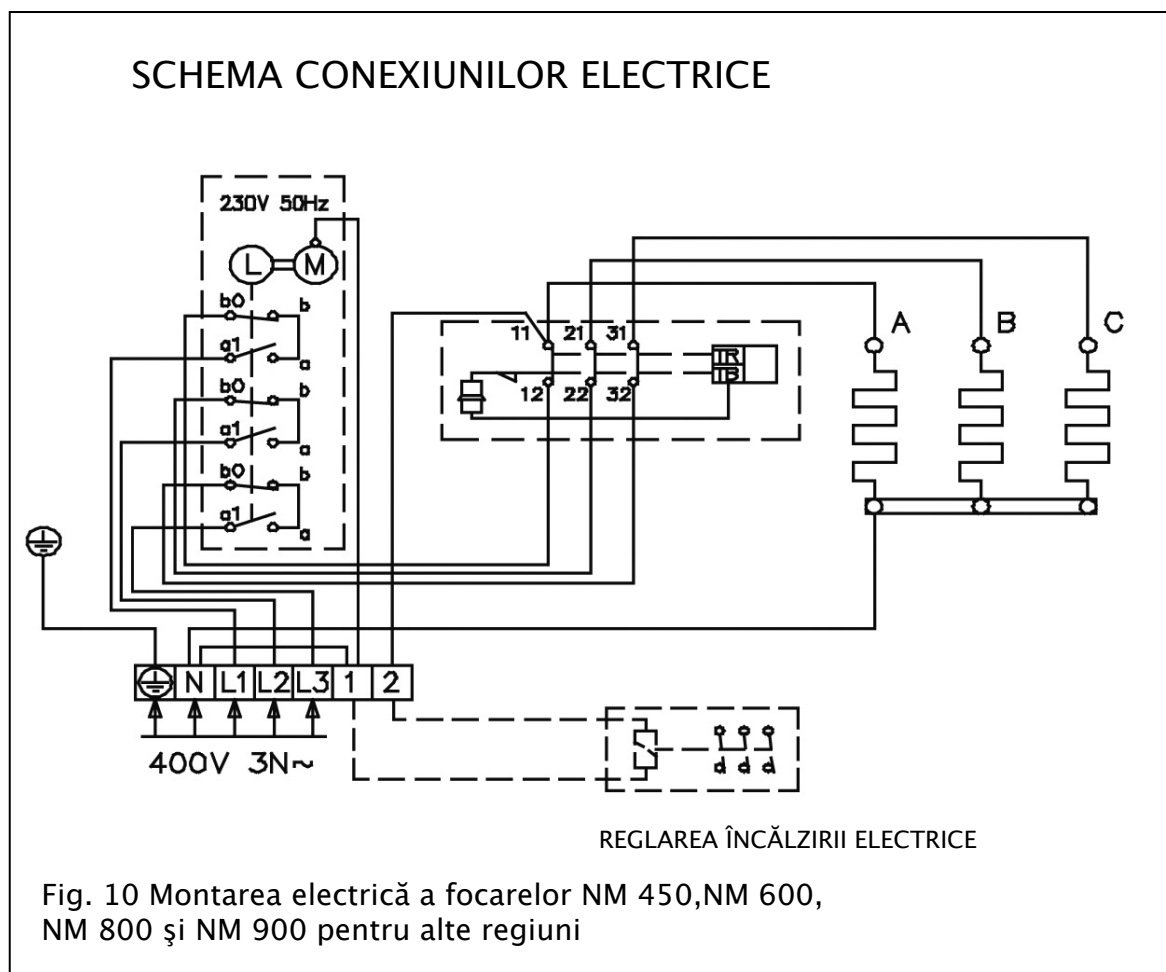 SCHEMA CONEXIUNILOR ELECTRICE
230V 50Hz
L M
b0 b
a1 a
b0 b
a1 a
b0 b
a1 a
11 21 31
TR
TB
12 22 32
A B C
N L1 L2 L3 1 2
400V 3N~
REGLAREA ÎNCĂLZIRII ELECTRICE
Fig. 10 Montarea electrică a focarelor NM 450,NM 600,
NM 800 şi NM 900 pentru alte regiuni